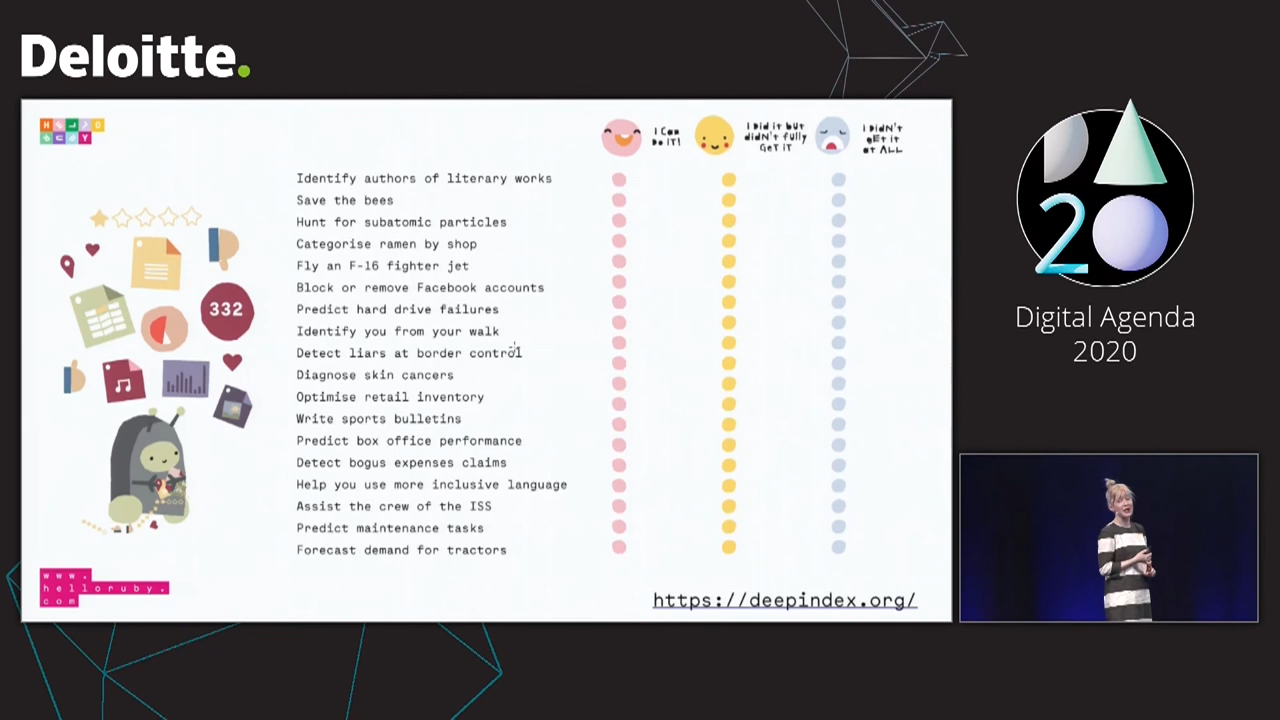 Deloitte.
HELLO
RUBY
I CAN
DO IT!
I DID IT BUT
DIDN'T FULLY
GET IT
I DIDN'T
GET IT
AT ALL
Identify authors of literary works
Save the bees
Hunt for subatomic particles
Categorise ramen by shop
Fly an F-16 fighter jet
Block or remove Facebook accounts
Predict hard drive failures
Identify you from your walk
Detect liars at border control
Diagnose skin cancers
Optimise retail inventory
Write sports bulletins
Predict box office performance
Detect bogus expenses claims
Help you use more inclusive language
Assist the crew of the ISS
Predict maintenance tasks
Forecast demand for tractors
332
www.
helloruby.
com
https://deepindex.org/
DA
20
Digital Agenda
2020